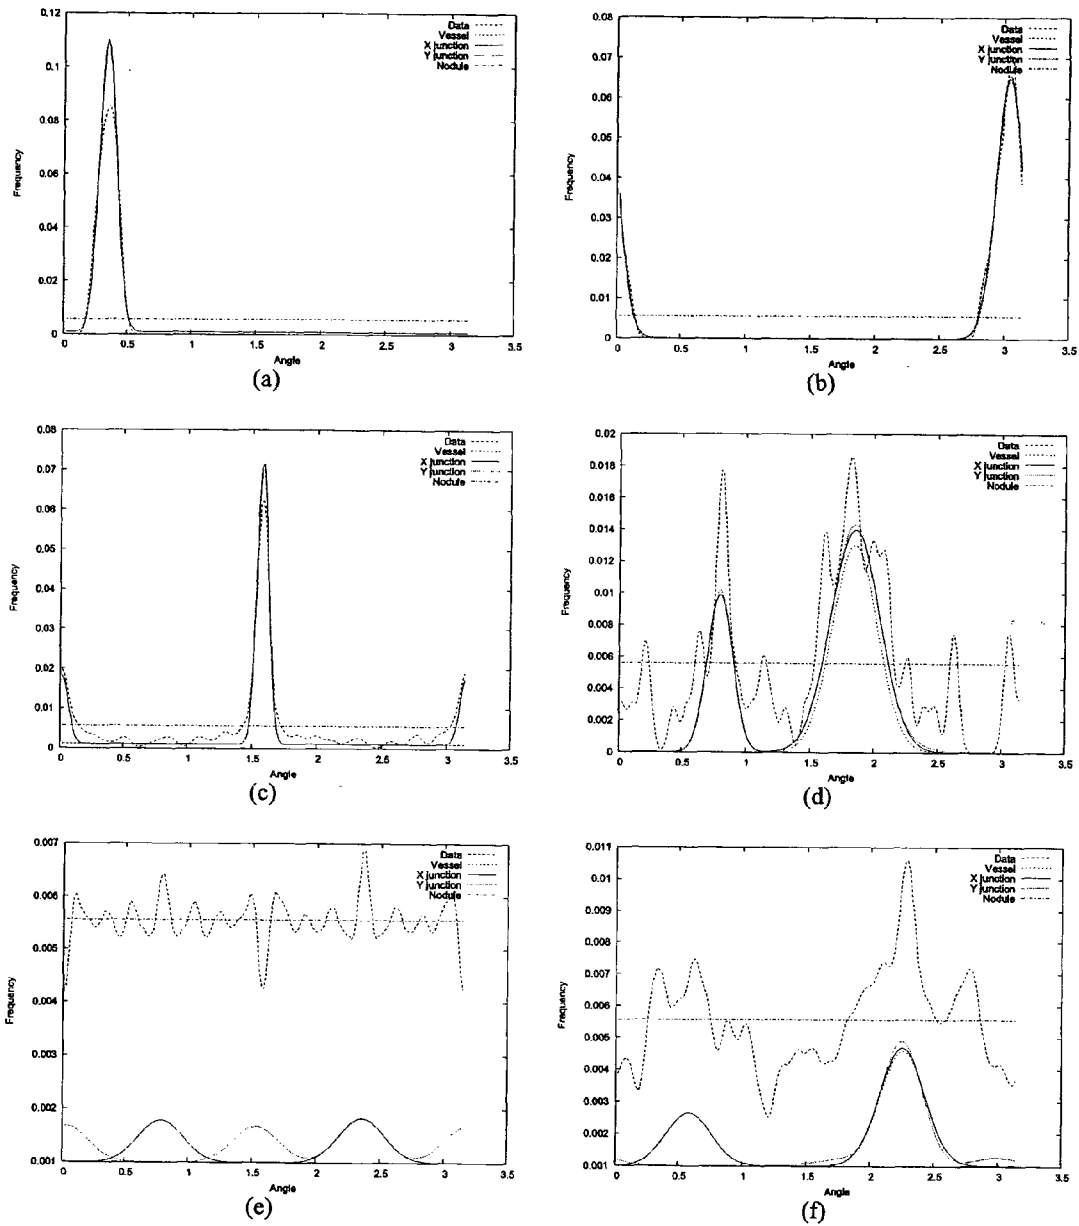 0.12
0.1
0.08
0.06
0.04
0.02
0
Frequency
Data
Vessel
X junction
Y junction
Nodule
0 0.5 1 1.5 2 2.5 3 3.5
Angle
(a)
0.08
0.07
0.06
0.05
0.04
0.03
0.02
0.01
0
Frequency
Data
Vessel
X junction
Y junction
Nodule
0 0.5 1 1.5 2 2.5 3 3.5
Angle
(b)
0.08
0.07
0.06
0.05
0.04
0.03
0.02
0.01
0
Frequency
Data
Vessel
X junction
Y junction
Nodule
0 0.5 1 1.5 2 2.5 3 3.5
Angle
(c)
0.02
0.018
0.016
0.014
0.012
0.01
0.008
0.006
0.004
0.002
0
Frequency
Data
Vessel
X junction
Y junction
Nodule
0 0.5 1 1.5 2 2.5 3 3.5
Angle
(d)
0.007
0.006
0.005
0.004
0.003
0.002
0.001
Frequency
Data
Vessel
X junction
Y junction
Nodule
0 0.5 1 1.5 2 2.5 3 3.5
Angle
(e)
0.011
0.01
0.009
0.008
0.007
0.006
0.005
0.004
0.003
0.002
0.001
Frequency
Data
Vessel
X junction
Y junction
Nodule
0 0.5 1 1.5 2 2.5 3 3.5
Angle
(f)